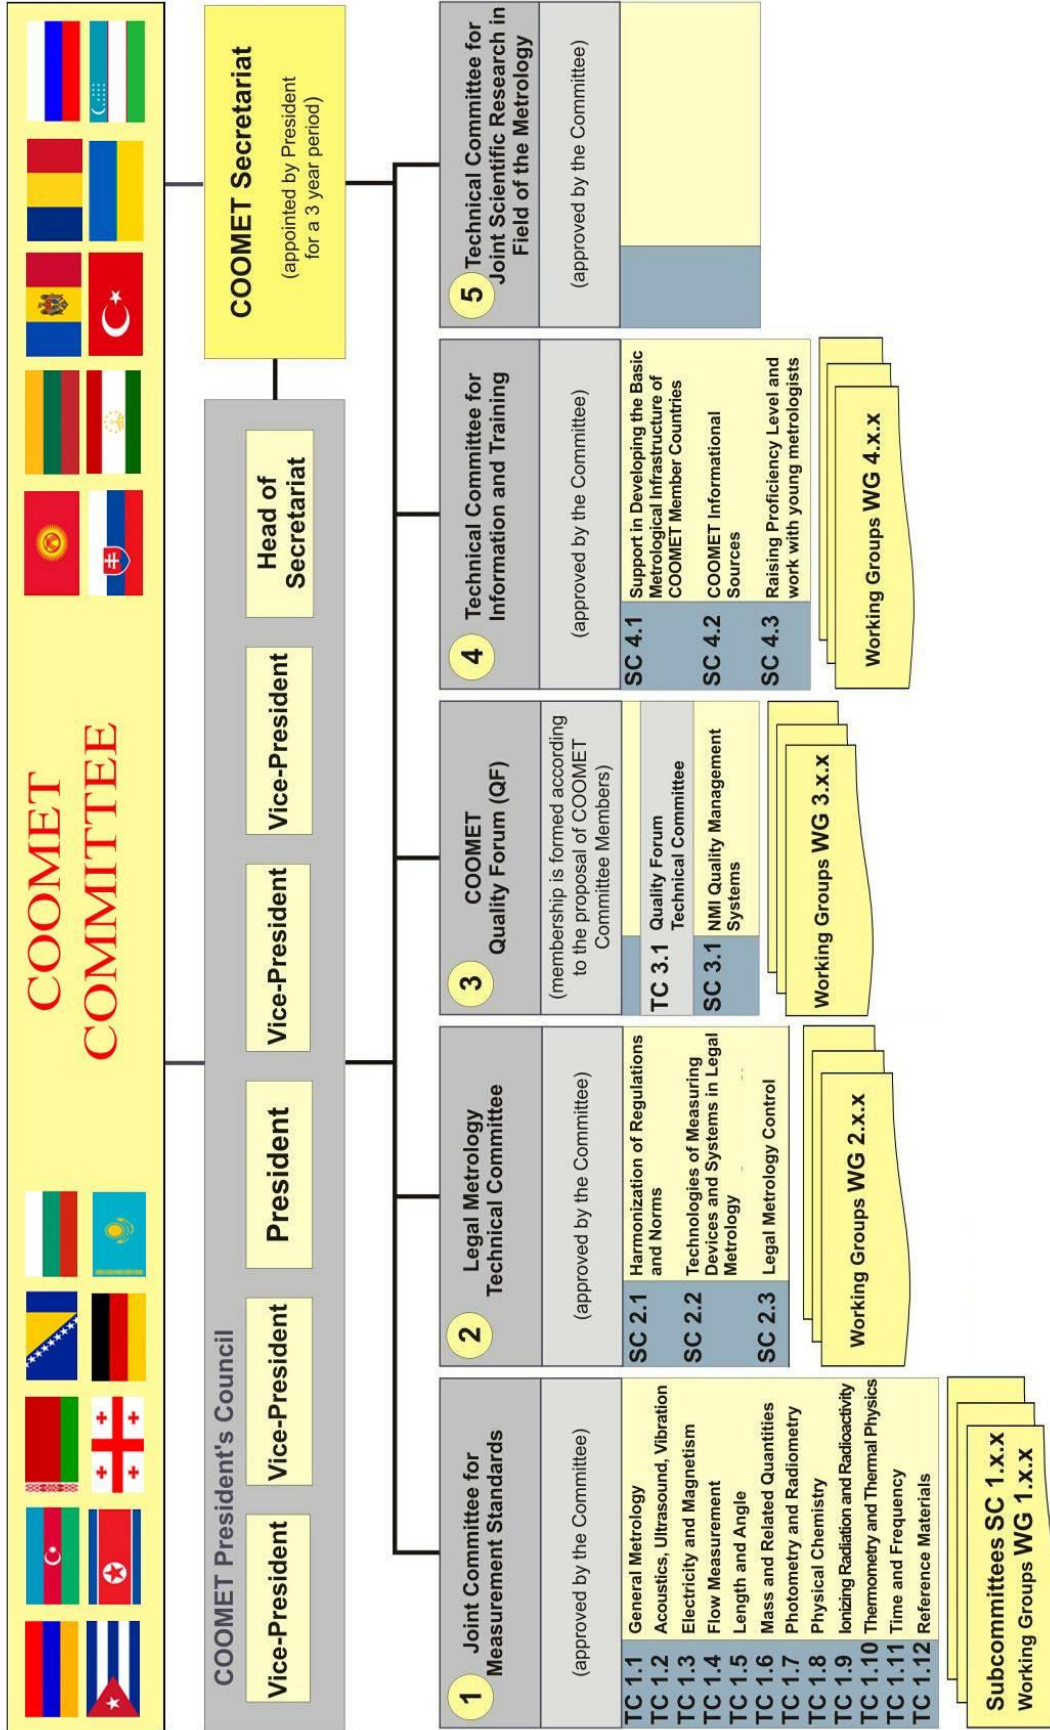 COOMET
COMMITTEE
COOMET President's Council
Vice-President
Vice-President
President
Vice-President
Vice-President
Head of
Secretariat
COOMET Secretariat
(appointed by President
for a 3 year period)
1
Joint Committee for
Measurement Standards
(approved by the Committee)
TC 1.1 General Metrology
TC 1.2 Acoustics, Ultrasound, Vibration
TC 1.3 Electricity and Magnetism
TC 1.4 Flow Measurement
TC 1.5 Length and Angle
TC 1.6 Mass and Related Quantities
TC 1.7 Photometry and Radiometry
TC 1.8 Physical Chemistry
TC 1.9 Ionizing Radiation and Radioactivity
TC 1.10 Thermometry and Thermal Physics
TC 1.11 Time and Frequency
TC 1.12 Reference Materials
Subcommittees SC 1.x.x
Working Groups WG 1.x.x
2
Legal Metrology
Technical Committee
(approved by the Committee)
SC 2.1 Harmonization of Regulations
and Norms
SC 2.2 Technologies of Measuring
Devices and Systems in Legal
Metrology
SC 2.3 Legal Metrology Control
Working Groups WG 2.x.x
3
COOMET
Quality Forum (QF)
(membership is formed according
to the proposal of COOMET
Committee Members)
TC 3.1 Quality Forum
Technical Committee
SC 3.1 NMI Quality Management
Systems
Working Groups WG 3.x.x
4
Technical Committee for
Information and Training
(approved by the Committee)
SC 4.1 Support in Developing the Basic
Metrological Infrastructure of
COOMET Member Countries
SC 4.2 COOMET Informational
Sources
SC 4.3 Raising Proficiency Level and
work with young metrologists
Working Groups WG 4.x.x
5
Technical Committee for
Joint Scientific Research in
Field of the Metrology
(approved by the Committee)